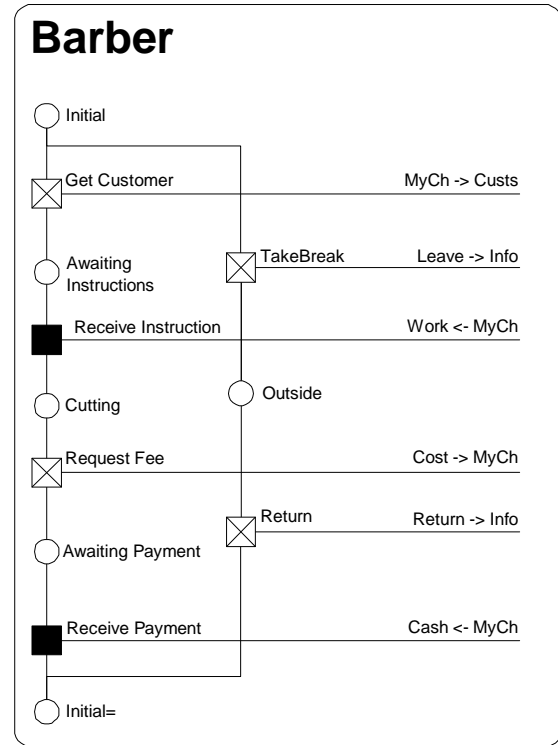 Barber
Initial
Get Customer MyCh -> Custs
TakeBreak Leave -> Info
Awaiting
Instructions
Receive Instruction Work <- MyCh
Outside
Cutting
Request Fee Cost -> MyCh
Return Return -> Info
Awaiting Payment
Receive Payment Cash <- MyCh
Initial=